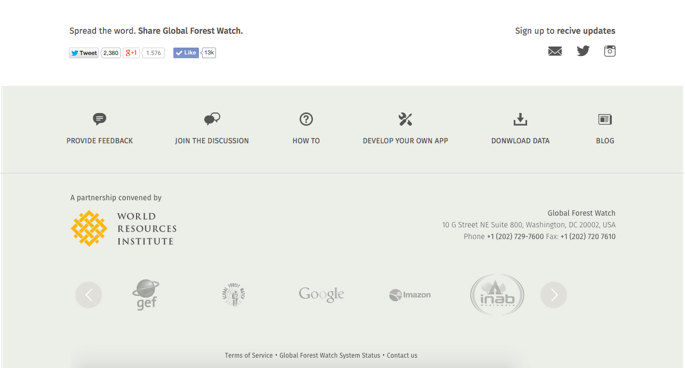 Spread the word. Share Global Forest Watch.
Sign up to recive updates
Tweet 2,380 g+1 1.576 Like 13k
PROVIDE FEEDBACK
JOIN THE DISCUSSION
HOW TO
DEVELOP YOUR OWN APP
DONWLOAD DATA
BLOG
A partnership convened by
WORLD
RESOURCES
INSTITUTE
Global Forest Watch
10 G Street NE Suite 800, Washington, DC 20002, USA
Phone +1 (202) 729-7600 Fax: +1 (202) 720 7610
gef
GLOBAL FOREST WATCH
Google
Imazon
inab
Terms of Service • Global Forest Watch System Status • Contact us